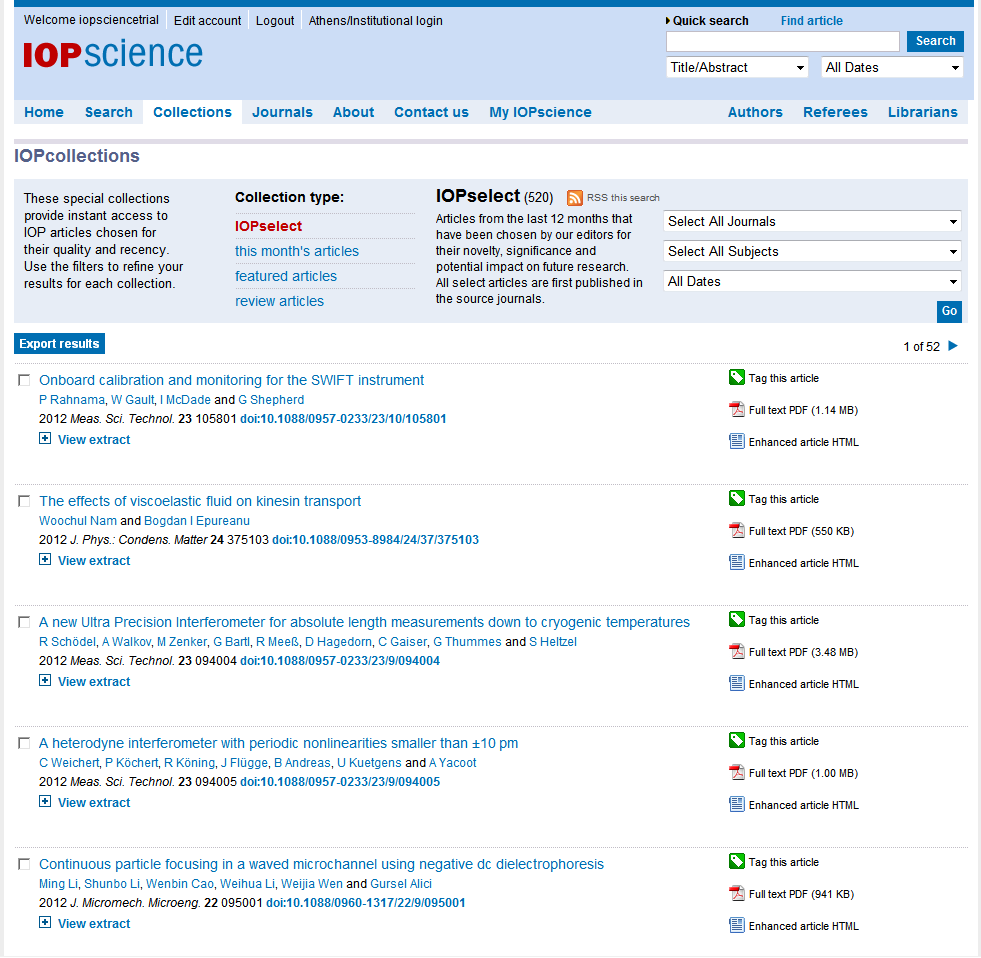 Welcome iopsciencetrial Edit account Logout Athens/Institutional login
Quick search Find article
IOPscience
Search
Title/Abstract All Dates
Home Search Collections Journals About Contact us My IOPscience Authors Referees Librarians
IOPcollections
These special collections
provide instant access to
IOP articles chosen for
their quality and recency.
Use the filters to refine your
results for each collection.
Collection type:
IOPselect
this month's articles
featured articles
review articles
IOPselect (520) RSS this search
Articles from the last 12 months that
have been chosen by our editors for
their novelty, significance and
potential impact on future research.
All select articles are first published in
the source journals.
Select All Journals
Select All Subjects
All Dates
Go
Export results
1 of 52
Onboard calibration and monitoring for the SWIFT instrument
P Rahnama, W Gault, I McDade and G Shepherd
2012 Meas. Sci. Technol. 23 105801 doi:10.1088/0957-0233/23/10/105801
View extract
Tag this article
Full text PDF (1.14 MB)
Enhanced article HTML
The effects of viscoelastic fluid on kinesin transport
Woochul Nam and Bogdan I Epureanu
2012 J. Phys.: Condens. Matter 24 375103 doi:10.1088/0953-8984/24/37/375103
View extract
Tag this article
Full text PDF (550 KB)
Enhanced article HTML
A new Ultra Precision Interferometer for absolute length measurements down to cryogenic temperatures
R Schödel, A Walkov, M Zenker, G Bartl, R Meeß, D Hagedorn, C Gaiser, G Thummes and S Heltzel
2012 Meas. Sci. Technol. 23 094004 doi:10.1088/0957-0233/23/9/094004
View extract
Tag this article
Full text PDF (3.48 MB)
Enhanced article HTML
A heterodyne interferometer with periodic nonlinearities smaller than ±10 pm
C Weichert, P Köchert, R Köning, J Flügge, B Andreas, U Kuetgens and A Yacoot
2012 Meas. Sci. Technol. 23 094005 doi:10.1088/0957-0233/23/9/094005
View extract
Tag this article
Full text PDF (1.00 MB)
Enhanced article HTML
Continuous particle focusing in a waved microchannel using negative dc dielectrophoresis
Ming Li, Shunbo Li, Wenbin Cao, Weihua Li, Weijia Wen and Gursel Alici
2012 J. Micromech. Microeng. 22 095001 doi:10.1088/0960-1317/22/9/095001
View extract
Tag this article
Full text PDF (941 KB)
Enhanced article HTML